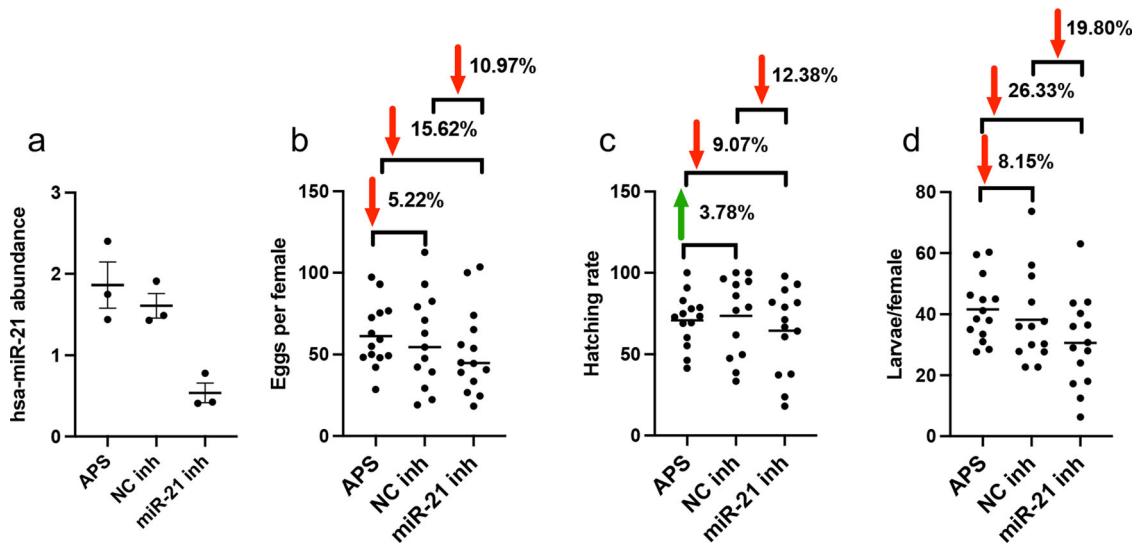 a
hsa-miR-21 abundance
3
2
1
0
APS
NC inh
miR-21 inh
b
10.97%
15.62%
5.22%
Eggs per female
150
100
50
0
APS
NC inh
miR-21 inh
c
12.38%
9.07%
3.78%
Hatching rate
150
100
50
0
APS
NC inh
miR-21 inh
d
19.80%
26.33%
8.15%
Larvae/female
80
60
40
20
0
APS
NC inh
miR-21 inh